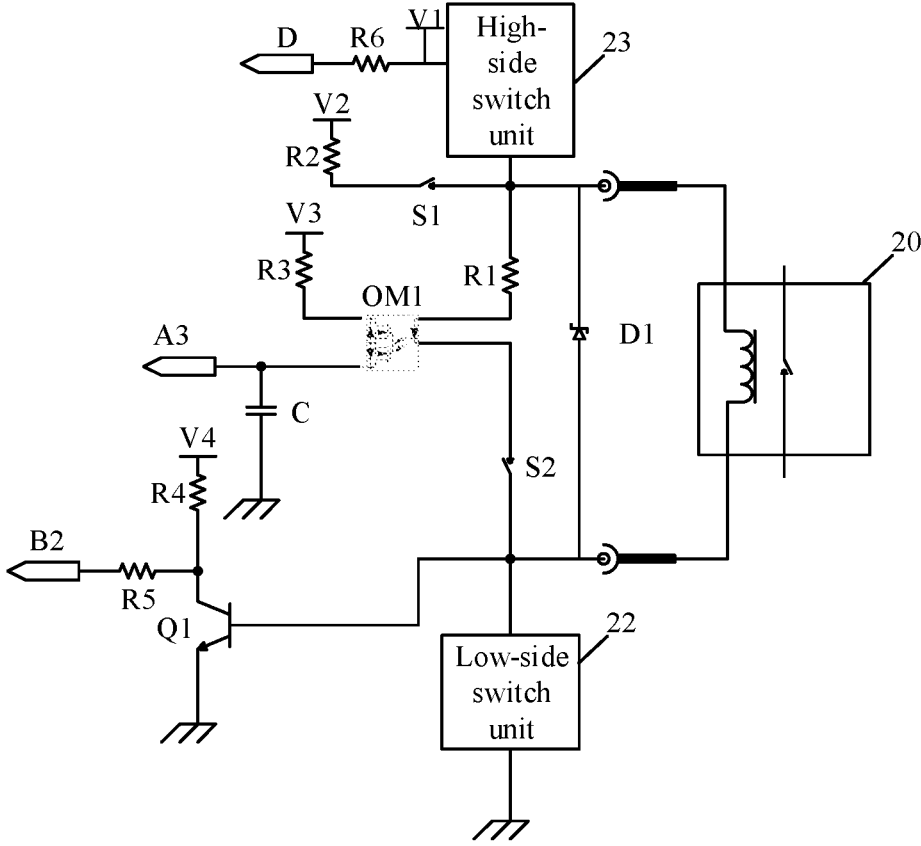 V1
D
R6
High-
side
switch
unit
23
V2
R2
S1
V3
R3
R1
OM1
20
A3
D1
C
V4
S2
R4
B2
R5
Q1
22
Low-side
switch
unit